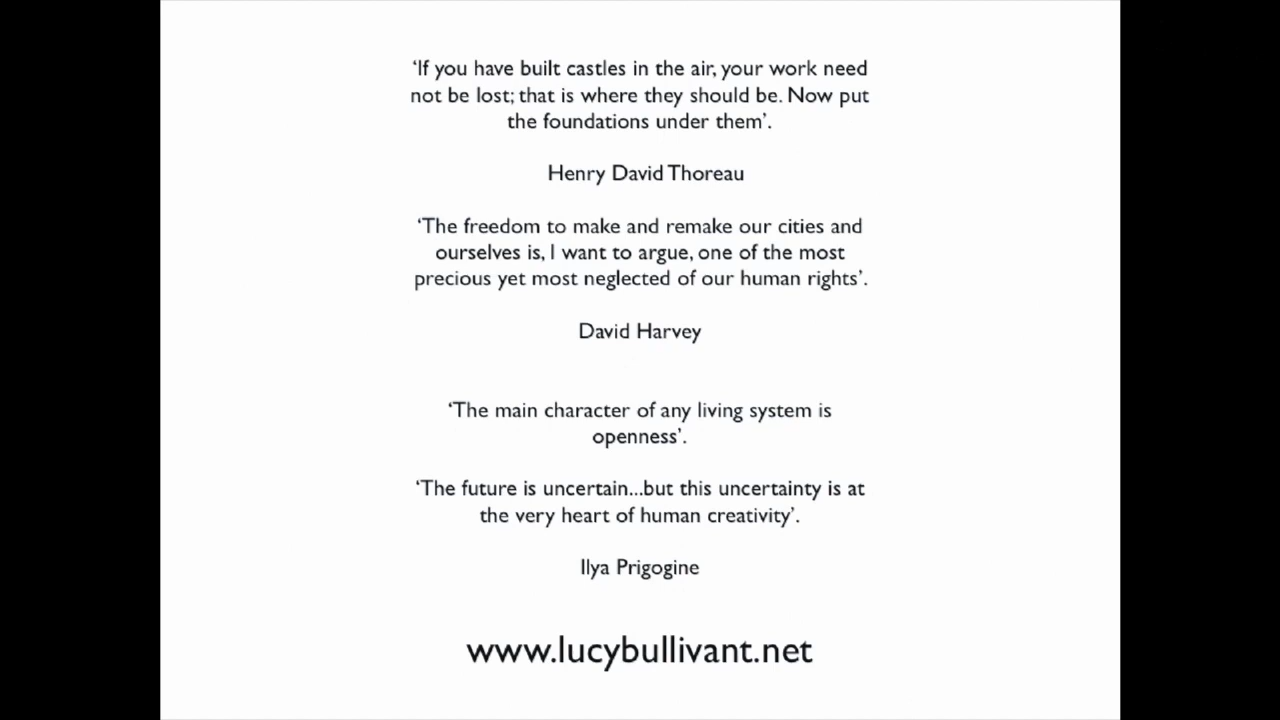 ‘If you have built castles in the air, your work need
not be lost; that is where they should be. Now put
the foundations under them’.
Henry David Thoreau
‘The freedom to make and remake our cities and
ourselves is, I want to argue, one of the most
precious yet most neglected of our human rights’.
David Harvey
‘The main character of any living system is
openness’.
‘The future is uncertain...but this uncertainty is at
the very heart of human creativity’.
Ilya Prigogine
www.lucybullivant.net